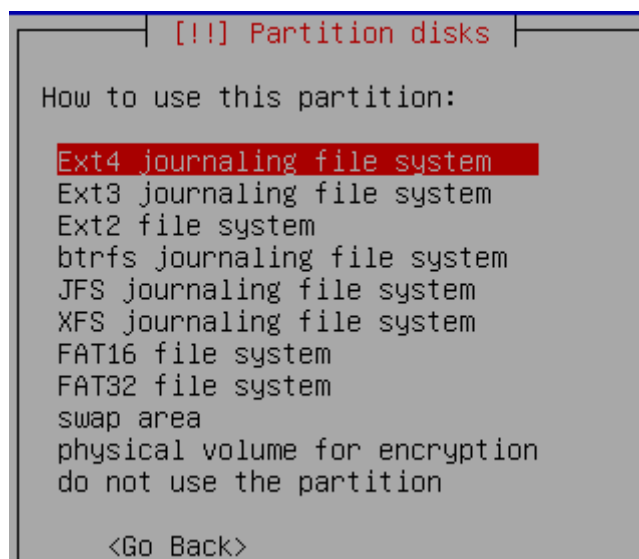 [!!] Partition disks
How to use this partition:
Ext4 journaling file system
Ext3 journaling file system
Ext2 file system
btrfs journaling file system
JFS journaling file system
XFS journaling file system
FAT16 file system
FAT32 file system
swap area
physical volume for encryption
do not use the partition
<Go Back>